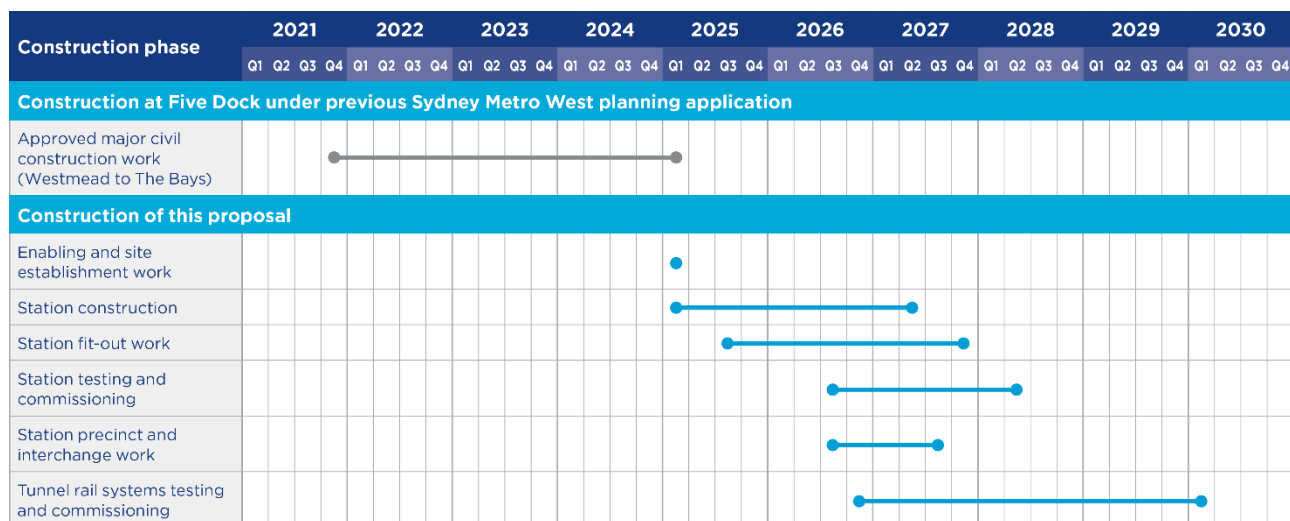 Construction phase
2021 2022 2023 2024 2025 2026 2027 2028 2029 2030
Q1 Q2 Q3 Q4 Q1 Q2 Q3 Q4 Q1 Q2 Q3 Q4 Q1 Q2 Q3 Q4 Q1 Q2 Q3 Q4 Q1 Q2 Q3 Q4 Q1 Q2 Q3 Q4 Q1 Q2 Q3 Q4 Q1 Q2 Q3 Q4 Q1 Q2 Q3 Q4
Construction at Five Dock under previous Sydney Metro West planning application
Approved major civil
construction work
(Westmead to The Bays)
Construction of this proposal
Enabling and site
establishment work
Station construction
Station fit-out work
Station testing and
commissioning
Station precinct and
interchange work
Tunnel rail systems testing
and commissioning